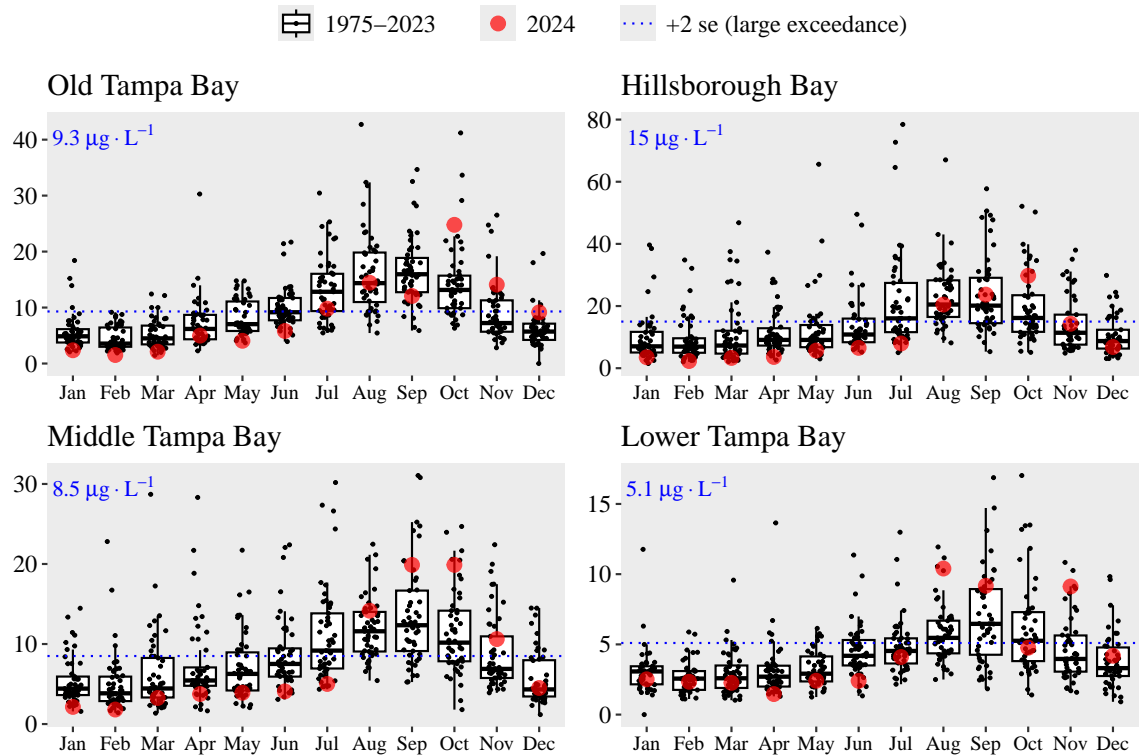 1975–2023 2024 +2 se (large exceedance)
Old Tampa Bay
9.3 µg · L⁻¹
40
30
20
10
0
Jan Feb Mar Apr May Jun Jul Aug Sep Oct Nov Dec
Hillsborough Bay
15 µg · L⁻¹
80
60
40
20
0
Jan Feb Mar Apr May Jun Jul Aug Sep Oct Nov Dec
Middle Tampa Bay
8.5 µg · L⁻¹
30
20
10
0
Jan Feb Mar Apr May Jun Jul Aug Sep Oct Nov Dec
Lower Tampa Bay
5.1 µg · L⁻¹
15
10
5
0
Jan Feb Mar Apr May Jun Jul Aug Sep Oct Nov Dec